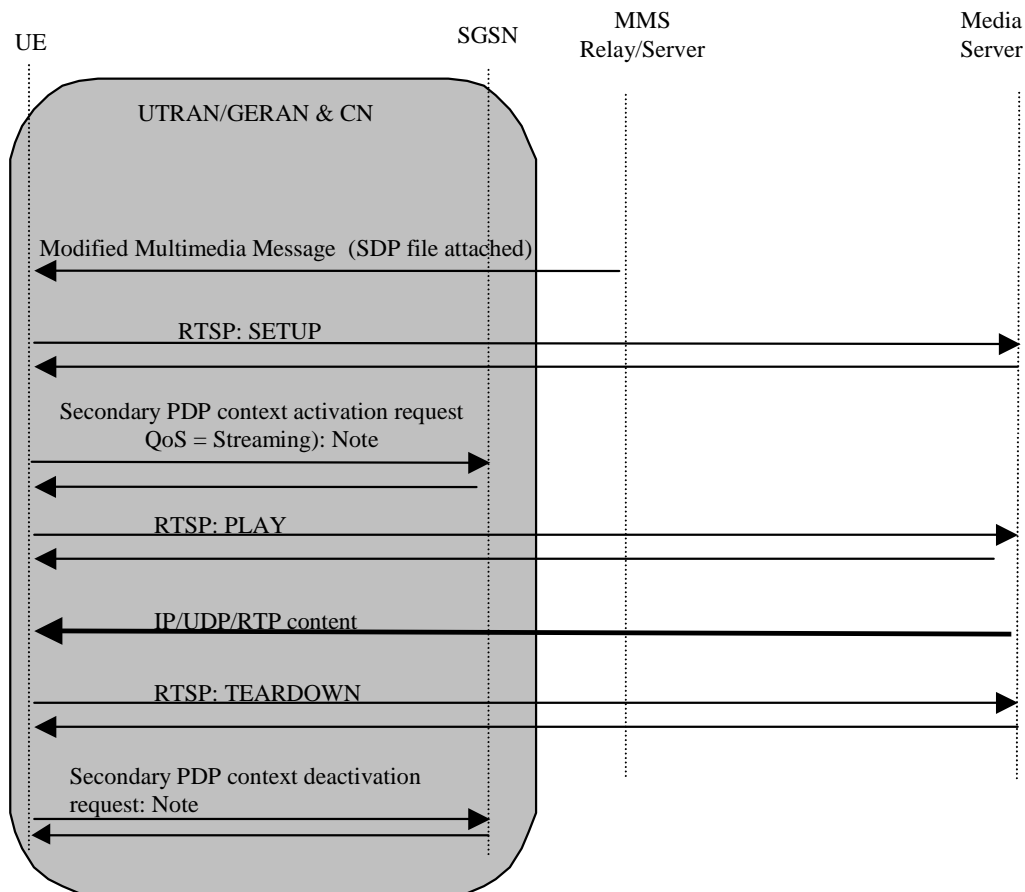 UE
SGSN
MMS
Relay/Server
Media
Server
UTRAN/GERAN & CN
Modified Multimedia Message (SDP file attached)
RTSP: SETUP
Secondary PDP context activation request
QoS = Streaming): Note
RTSP: PLAY
IP/UDP/RTP content
RTSP: TEARDOWN
Secondary PDP context deactivation
request: Note